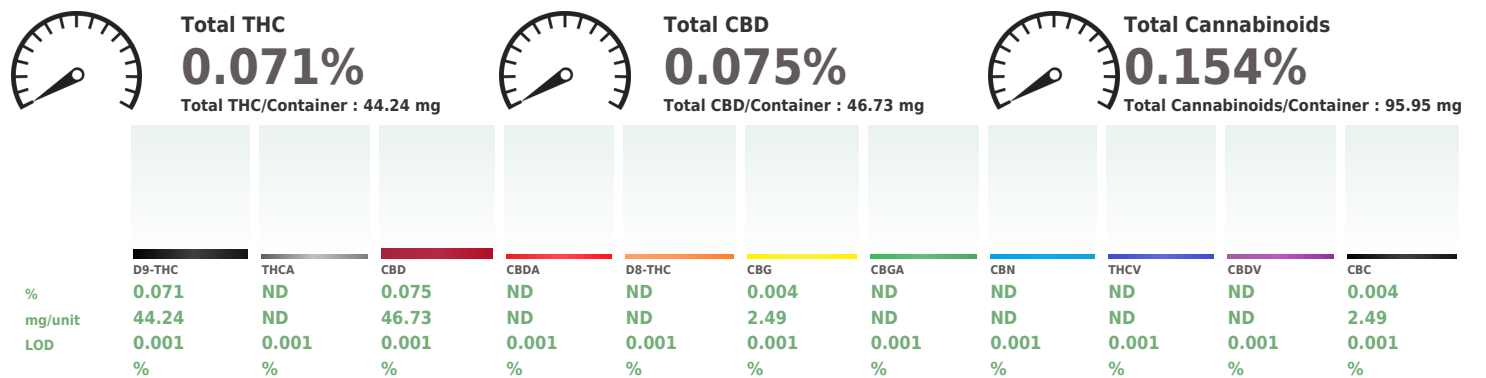 Total THC
0.071%
Total THC/Container : 44.24 mg
Total CBD
0.075%
Total CBD/Container : 46.73 mg
Total Cannabinoids
0.154%
Total Cannabinoids/Container : 95.95 mg
D9-THC THCA CBD CBDA D8-THC CBG CBGA CBN THCV CBDV CBC
% 0.071 ND 0.075 ND ND 0.004 ND ND ND ND 0.004
mg/unit 44.24 ND 46.73 ND ND 2.49 ND ND ND ND 2.49
LOD 0.001 0.001 0.001 0.001 0.001 0.001 0.001 0.001 0.001 0.001 0.001
% % % % % % % % % % %